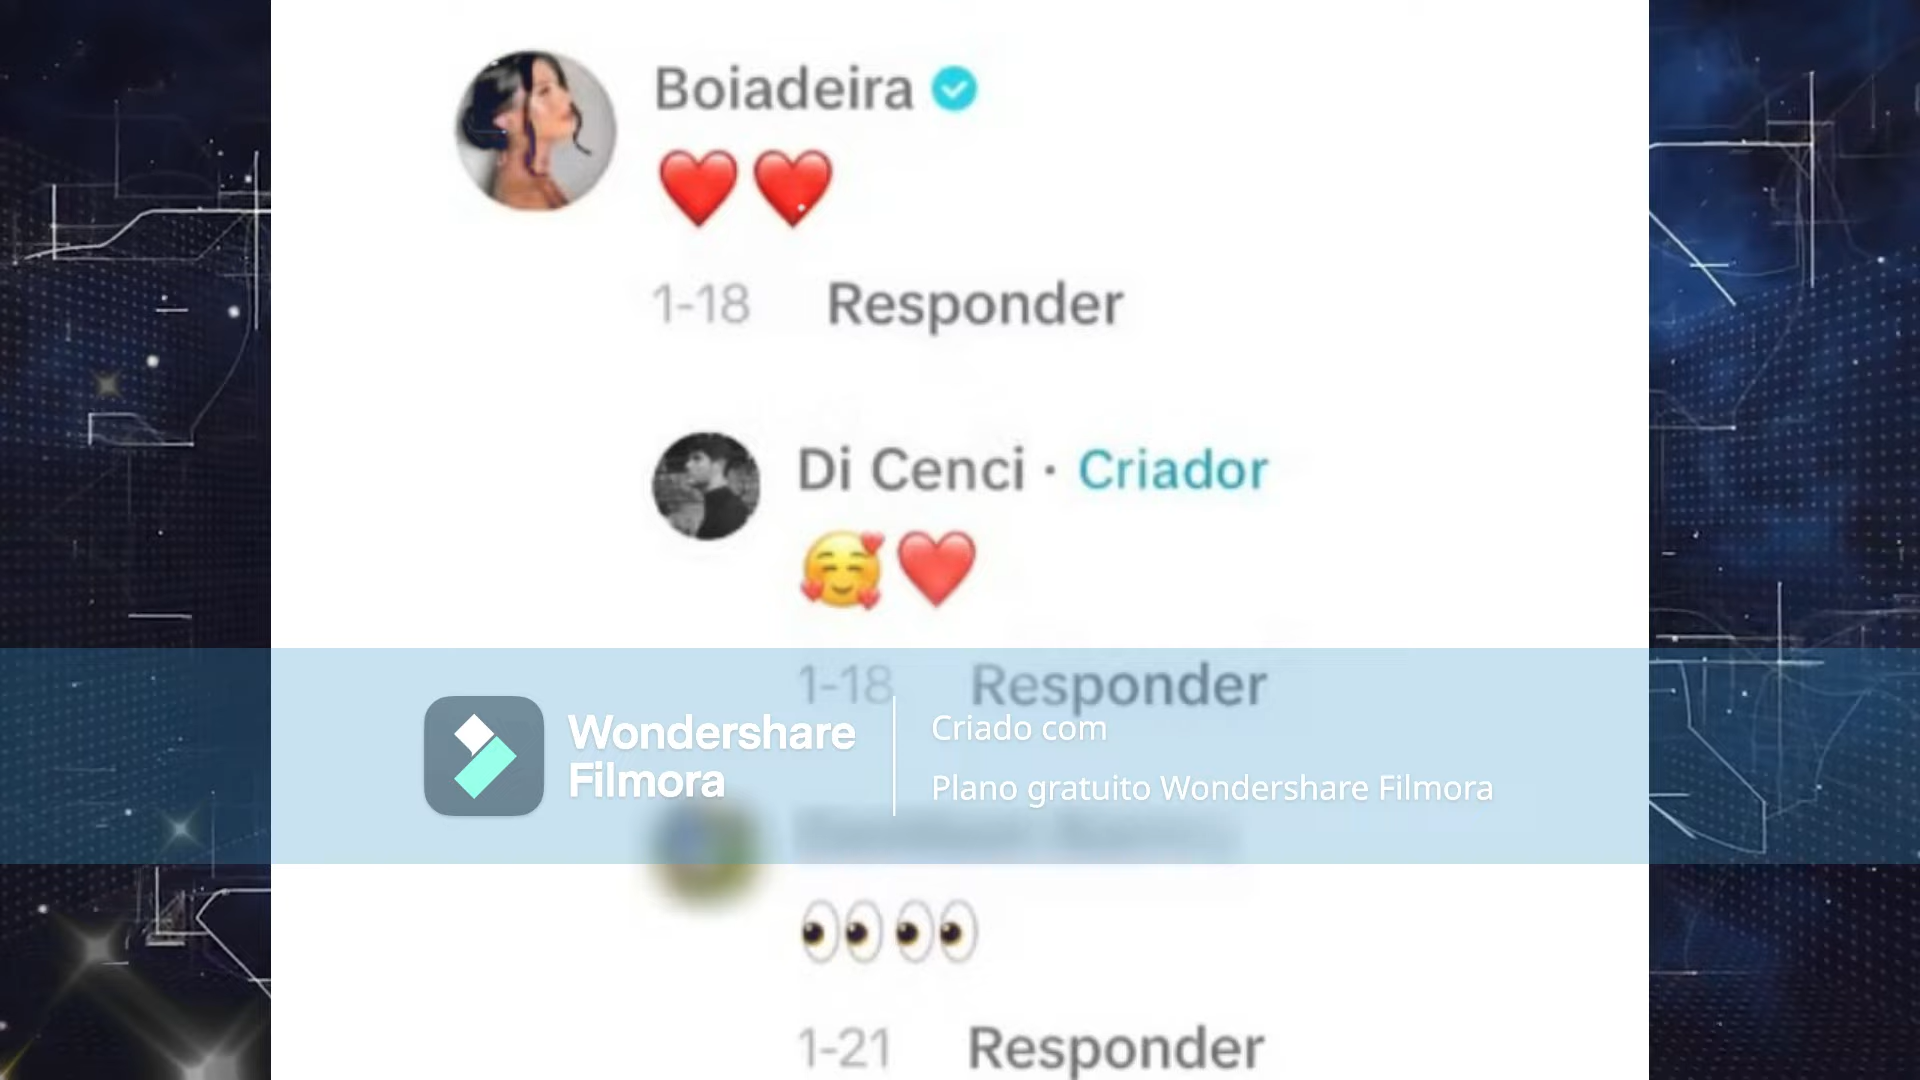 Boiadeira
❤️❤️
1-18 Responder
Di Cenci · Criador
🥰❤️
1-18 Responder
Wondershare
Filmora
Criado com
Plano gratuito Wondershare Filmora
👀👀
1-21 Responder